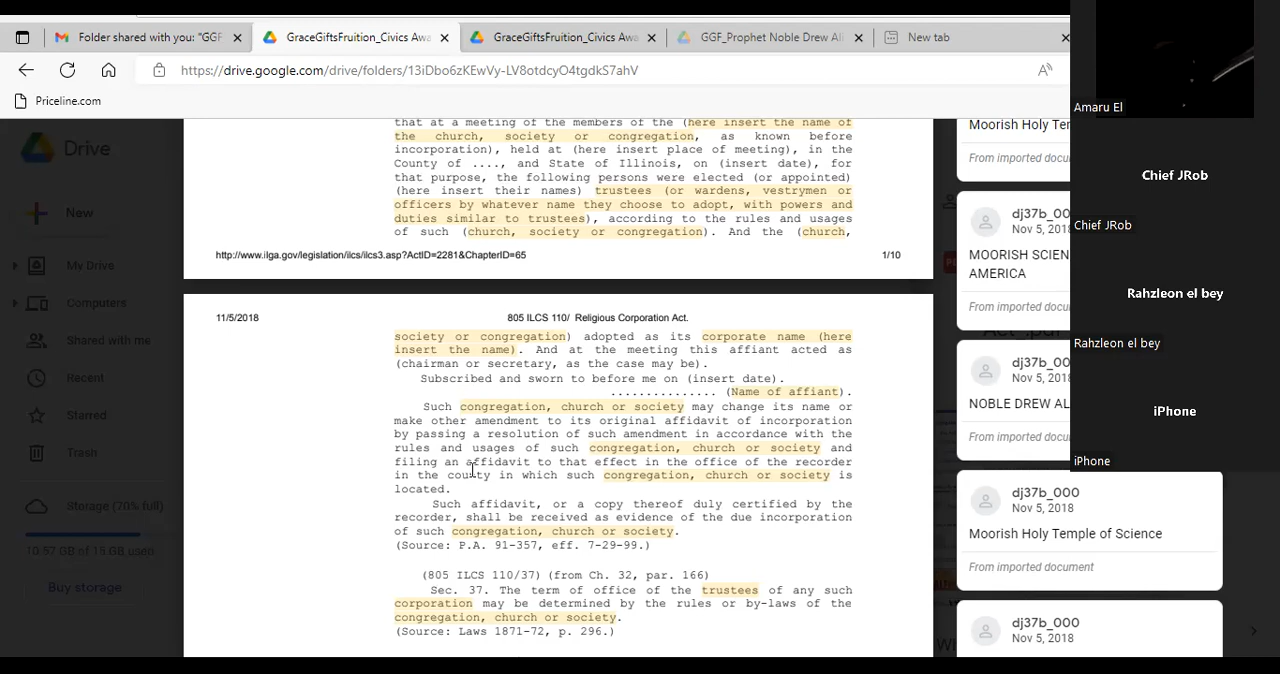 Folder shared with you: "GGF
GraceGiftsFruition_Civics Awa
GraceGiftsFruition_Civics Awa
GGF_Prophet Noble Drew Ali
New tab
https://drive.google.com/drive/folders/13iDbo6zKEwVy-LV8otdcyO4tgdkS7ahV
Priceline.com
Drive
New
My Drive
Computers
Shared with me
Recent
Starred
Trash
Storage (70% full)
10.57 GB of 15 GB used
Buy storage
that at a meeting of the members of the (here insert the name of
the church, society or congregation, as known before
incorporation), held at (here insert place of meeting), in the
County of ...., and State of Illinois, on (insert date), for
that purpose, the following persons were elected (or appointed)
(here insert their names) trustees (or wardens, vestrymen or
officers by whatever name they choose to adopt, with powers and
duties similar to trustees), according to the rules and usages
of such (church, society or congregation). And the (church,
http://www.ilga.gov/legislation/ilcs/ilcs3.asp?ActID=2281&ChapterID=65 1/10
11/5/2018 805 ILCS 110/ Religious Corporation Act.
society or congregation) adopted as its corporate name (here
insert the name). And at the meeting this affiant acted as
(chairman or secretary, as the case may be).
Subscribed and sworn to before me on (insert date).
............... (Name of affiant).
Such congregation, church or society may change its name or
make other amendment to its original affidavit of incorporation
by passing a resolution of such amendment in accordance with the
rules and usages of such congregation, church or society and
filing an affidavit to that effect in the office of the recorder
in the county in which such congregation, church or society is
located.
Such affidavit, or a copy thereof duly certified by the
recorder, shall be received as evidence of the due incorporation
of such congregation, church or society.
(Source: P.A. 91-357, eff. 7-29-99.)
(805 ILCS 110/37) (from Ch. 32, par. 166)
Sec. 37. The term of office of the trustees of any such
corporation may be determined by the rules or by-laws of the
congregation, church or society.
(Source: Laws 1871-72, p. 296.)
Moorish Holy Ten
From imported docu
dj37b_000
Nov 5, 2018
MOORISH SCIEN
AMERICA
From imported docu
dj37b_00
Nov 5, 2018
NOBLE DREW AL
From imported docu
dj37b_000
Nov 5, 2018
Moorish Holy Temple of Science
From imported document
dj37b_000
Nov 5, 2018
Amaru El
Chief JRob
Chief JRob
Rahzleon el bey
Rahzleon el bey
iPhone
iPhone